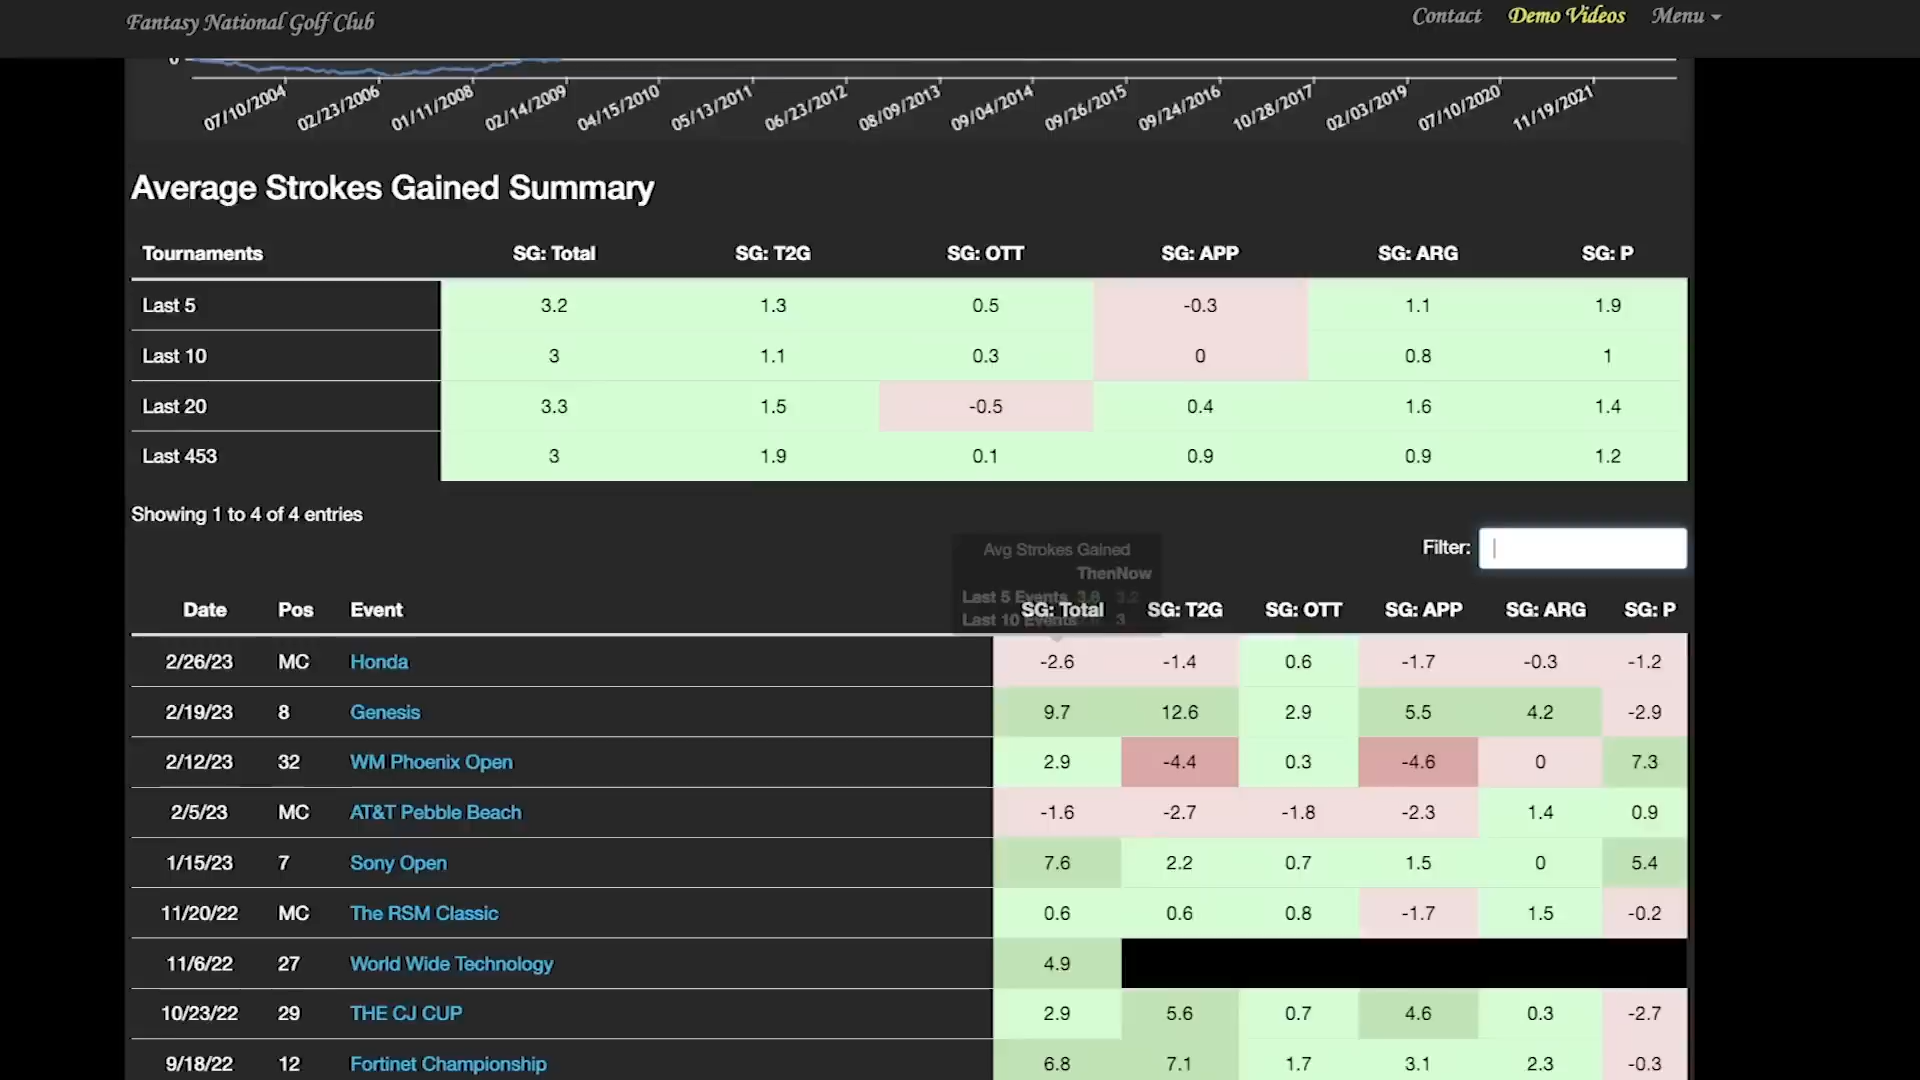 Fantasy National Golf Club
Contact Demo Videos Menu
0
07/10/2004 02/23/2006 01/11/2008 02/14/2009 04/15/2010 05/13/2011 06/23/2012 08/09/2013 09/04/2014 09/26/2015 09/24/2016 10/28/2017 02/03/2019 07/10/2020 11/19/2021
Average Strokes Gained Summary
Tournaments SG: Total SG: T2G SG: OTT SG: APP SG: ARG SG: P
Last 5 3.2 1.3 0.5 -0.3 1.1 1.9
Last 10 3 1.1 0.3 0 0.8 1
Last 20 3.3 1.5 -0.5 0.4 1.6 1.4
Last 453 3 1.9 0.1 0.9 0.9 1.2
Showing 1 to 4 of 4 entries
Filter:
Avg Strokes Gained
ThenNow
Last 5 Events 3.8 3.2
Last 10 Events 3
Date Pos Event SG: Total SG: T2G SG: OTT SG: APP SG: ARG SG: P
2/26/23 MC Honda -2.6 -1.4 0.6 -1.7 -0.3 -1.2
2/19/23 8 Genesis 9.7 12.6 2.9 5.5 4.2 -2.9
2/12/23 32 WM Phoenix Open 2.9 -4.4 0.3 -4.6 0 7.3
2/5/23 MC AT&T Pebble Beach -1.6 -2.7 -1.8 -2.3 1.4 0.9
1/15/23 7 Sony Open 7.6 2.2 0.7 1.5 0 5.4
11/20/22 MC The RSM Classic 0.6 0.6 0.8 -1.7 1.5 -0.2
11/6/22 27 World Wide Technology 4.9
10/23/22 29 THE CJ CUP 2.9 5.6 0.7 4.6 0.3 -2.7
9/18/22 12 Fortinet Championship 6.8 7.1 1.7 3.1 2.3 -0.3